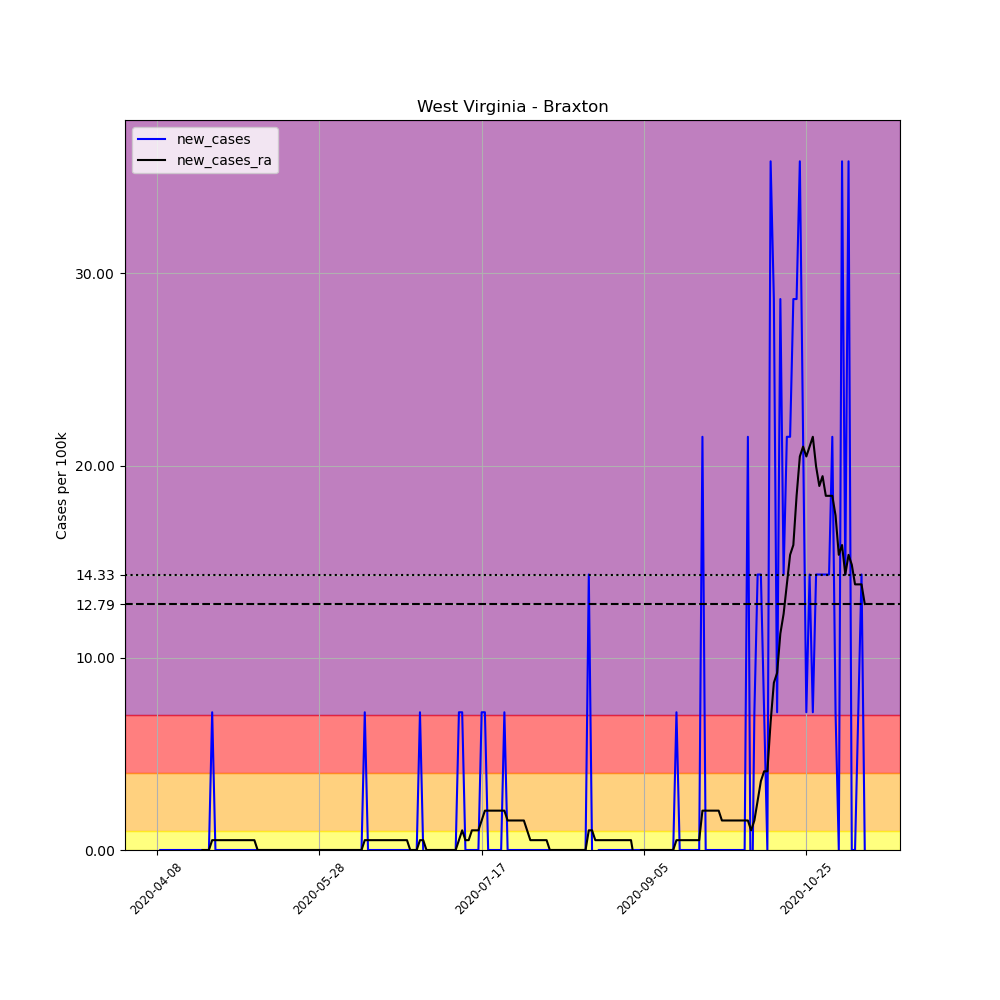 West Virginia - Braxton
new_cases
new_cases_ra
Cases per 100k
30.00
20.00
14.33
12.79
10.00
0.00
2020-04-08
2020-05-28
2020-07-17
2020-09-05
2020-10-25